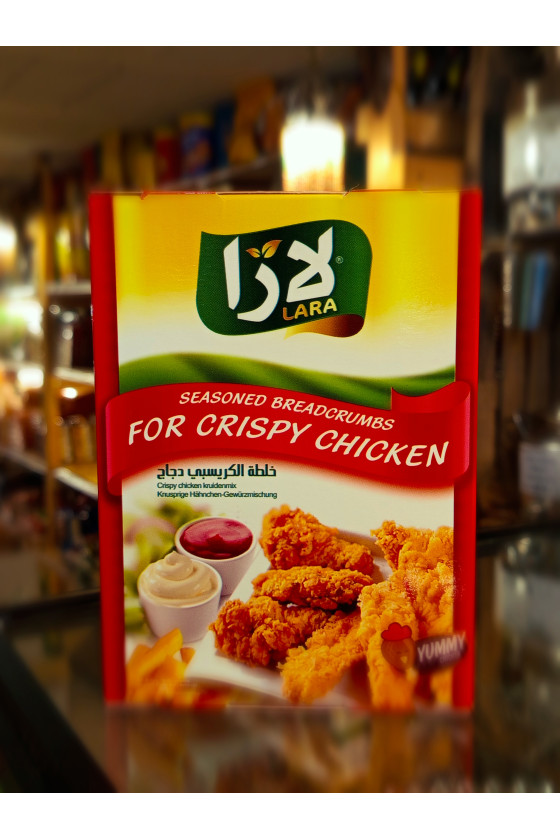 لارا
®
LARA
SEASONED BREADCRUMBS
FOR CRISPY CHICKEN
خلطة الكريسبي دجاج
Crispy chicken kruidenmix
Knusprige Hähnchen-Gewürzmischung
YUMMY